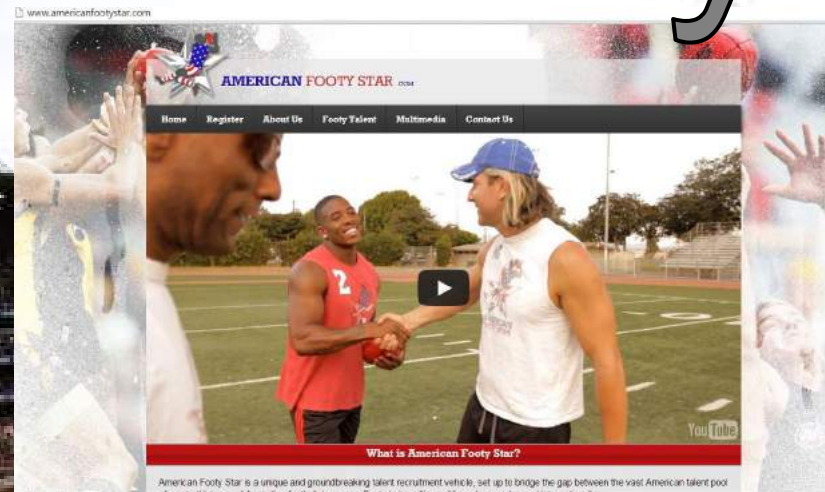 www.americanfootystar.com
AMERICAN FOOTY STAR .COM
Home Register About Us Footy Talent Multimedia Contact Us
2
YouTube
What is American Footy Star?
American Footy Star is a unique and groundbreaking talent recruitment vehicle, set up to bridge the gap between the vast American talent pool